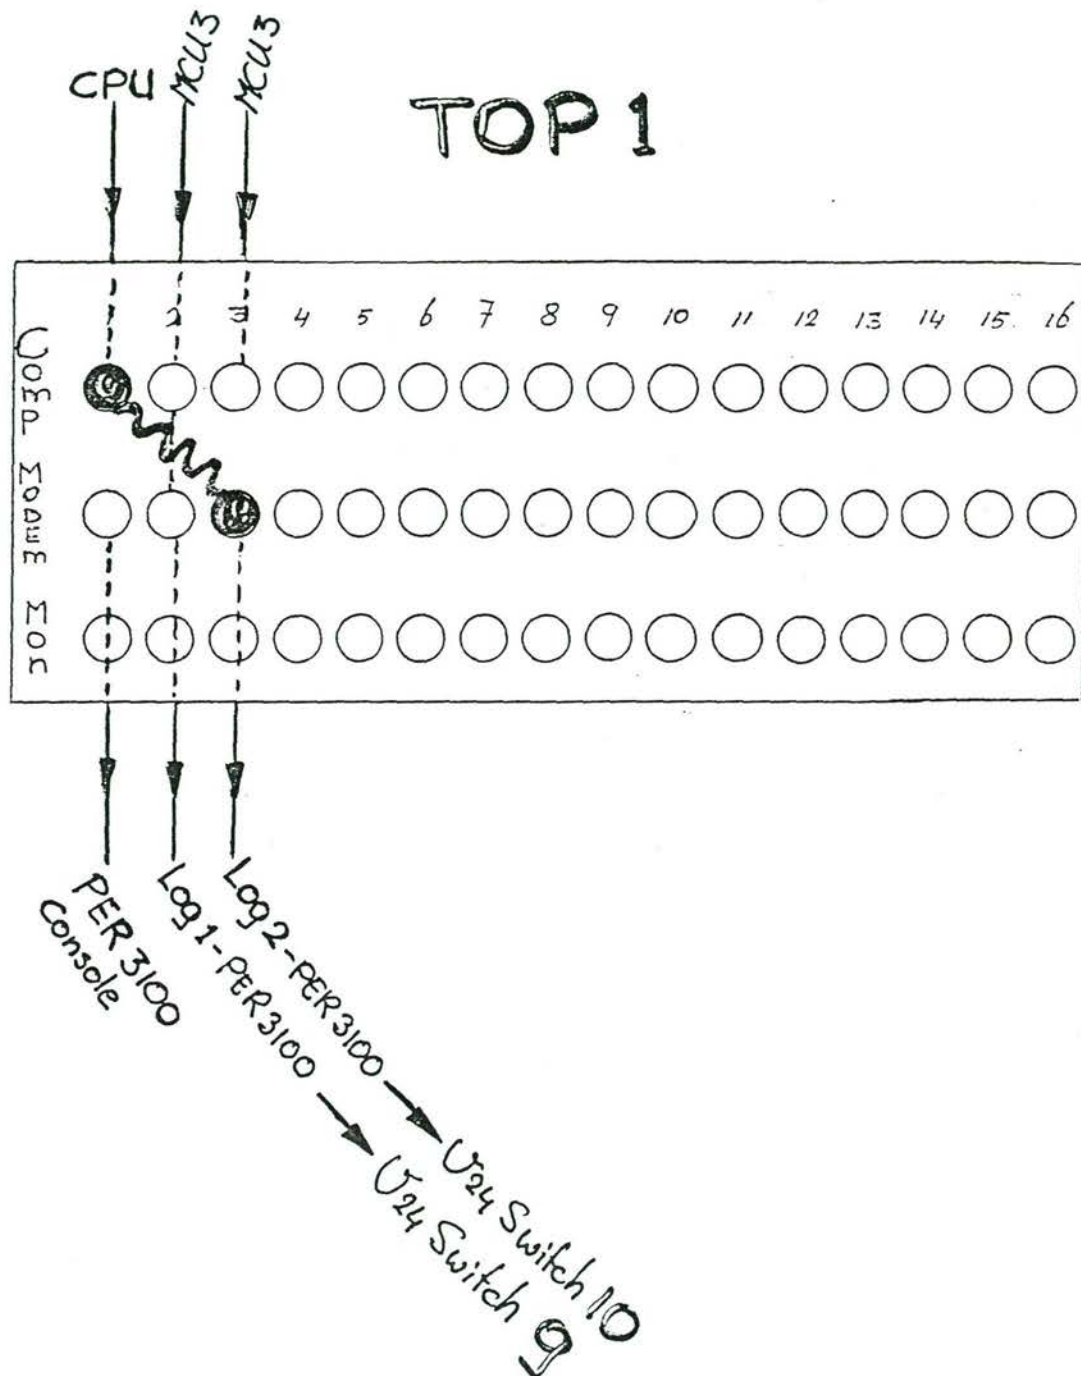 CPU MCU3 MCU3
TOP 1
1 2 3 4 5 6 7 8 9 10 11 12 13 14 15 16
COMP MODEM MON
PER 3100
Console
Log 1-PER3100
V24 Switch 9
Log 2-PER3100
V24 Switch 10